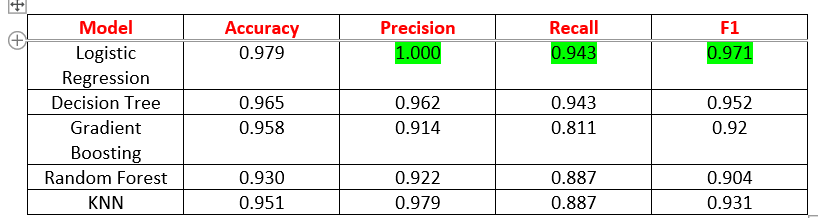 Model Accuracy Precision Recall F1
Logistic Regression 0.979 1.000 0.943 0.971
Decision Tree 0.965 0.962 0.943 0.952
Gradient Boosting 0.958 0.914 0.811 0.92
Random Forest 0.930 0.922 0.887 0.904
KNN 0.951 0.979 0.887 0.931